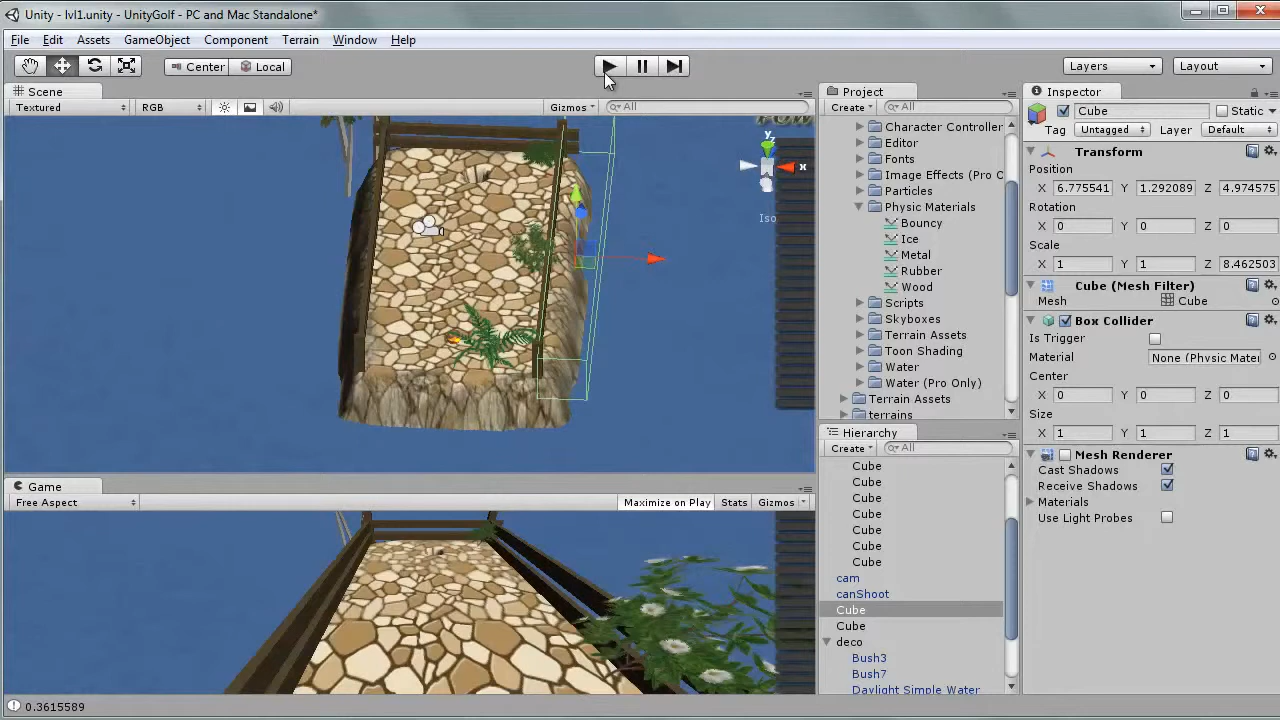 Unity - lvl1.unity - UnityGolf - PC and Mac Standalone*
File Edit Assets GameObject Component Terrain Window Help
Center Local Layers Layout
Scene
Textured RGB Gizmos All
y
x
Iso
Project
Create All
Character Controller
Editor
Fonts
Image Effects (Pro O
Particles
Physic Materials
Bouncy
Ice
Metal
Rubber
Wood
Scripts
Skyboxes
Terrain Assets
Toon Shading
Water
Water (Pro Only)
Terrain Assets
terrains
Hierarchy
Create All
Cube
Cube
Cube
Cube
Cube
Cube
Cube
cam
canShoot
Cube
Cube
deco
Bush3
Bush7
Daylight Simple Water
Inspector
Cube Static
Tag Untagged Layer Default
Transform
Position
X 6.775541 Y 1.292089 Z 4.974575
Rotation
X 0 Y 0 Z 0
Scale
X 1 Y 1 Z 8.462503
Cube (Mesh Filter)
Mesh Cube
Box Collider
Is Trigger
Material None (Physic Mater
Center
X 0 Y 0 Z 0
Size
X 1 Y 1 Z 1
Mesh Renderer
Cast Shadows
Receive Shadows
Materials
Use Light Probes
Game
Free Aspect Maximize on Play Stats Gizmos
0.3615589